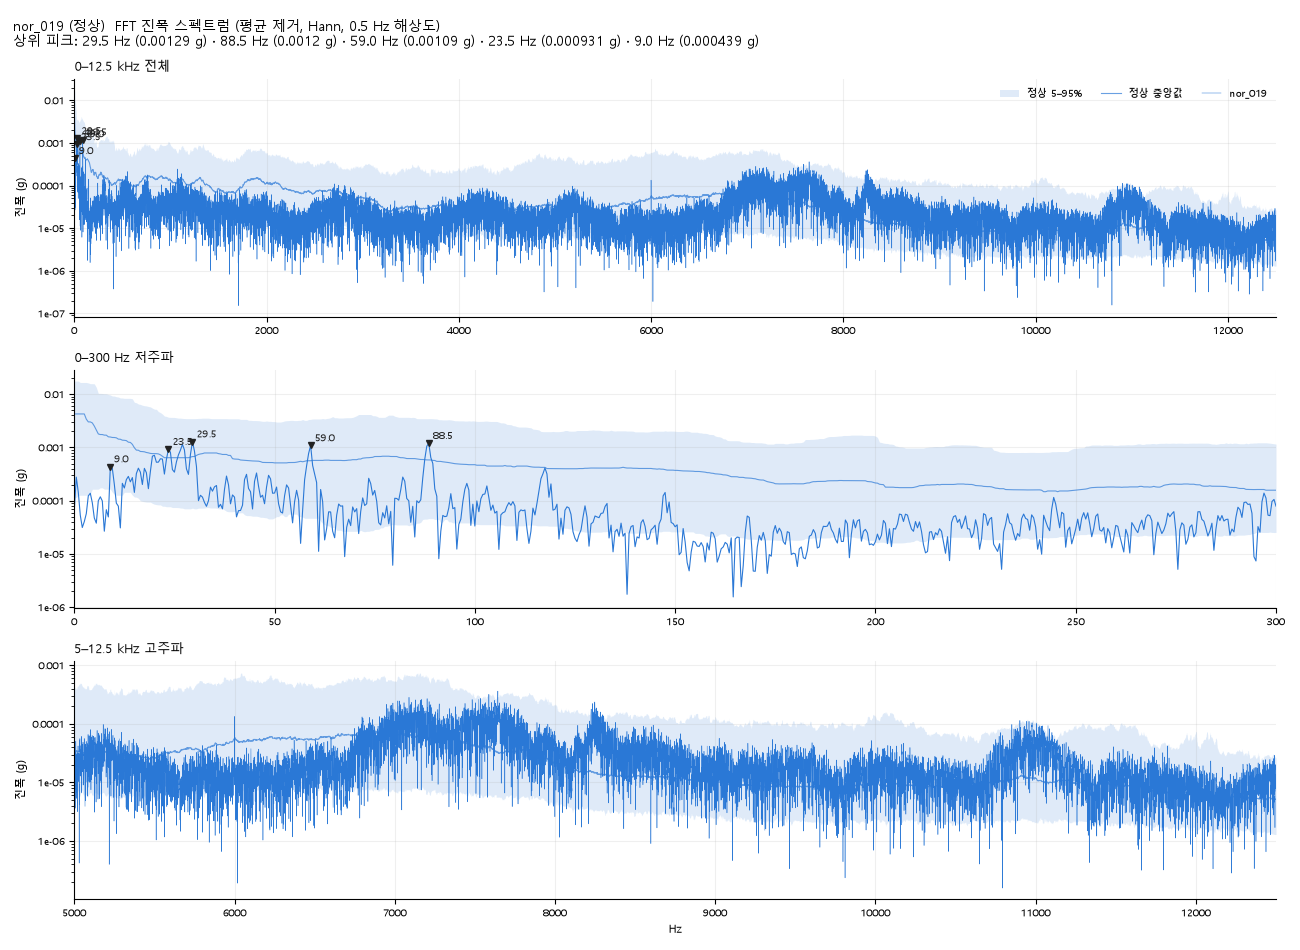 nor_019 (정상)  FFT 진폭 스펙트럼 (평균 제거, Hann, 0.5 Hz 해상도)
상위 피크: 29.5 Hz (0.00129 g) · 88.5 Hz (0.0012 g) · 59.0 Hz (0.00109 g) · 23.5 Hz (0.000931 g) · 9.0 Hz (0.000439 g)
0–12.5 kHz 전체
정상 5–95% 정상 중앙값 nor_019
9.0
진폭 (g)
0.01
0.001
0.0001
1e-05
1e-06
1e-07
0 2000 4000 6000 8000 10000 12000
0–300 Hz 저주파
9.0 23.5 29.5 59.0 88.5
진폭 (g)
0.01
0.001
0.0001
1e-05
1e-06
0 50 100 150 200 250 300
5–12.5 kHz 고주파
진폭 (g)
0.001
0.0001
1e-05
1e-06
5000 6000 7000 8000 9000 10000 11000 12000
Hz